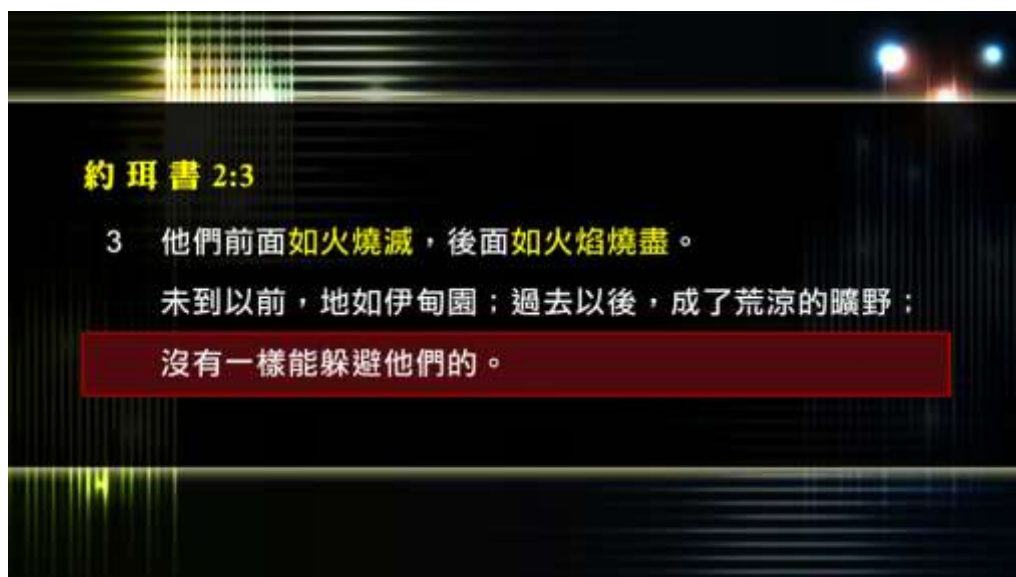 約珥書 2:3
3 他們前面如火燒滅，後面如火焰燒盡。
未到以前，地如伊甸園；過去以後，成了荒涼的曠野；
沒有一樣能躲避他們的。